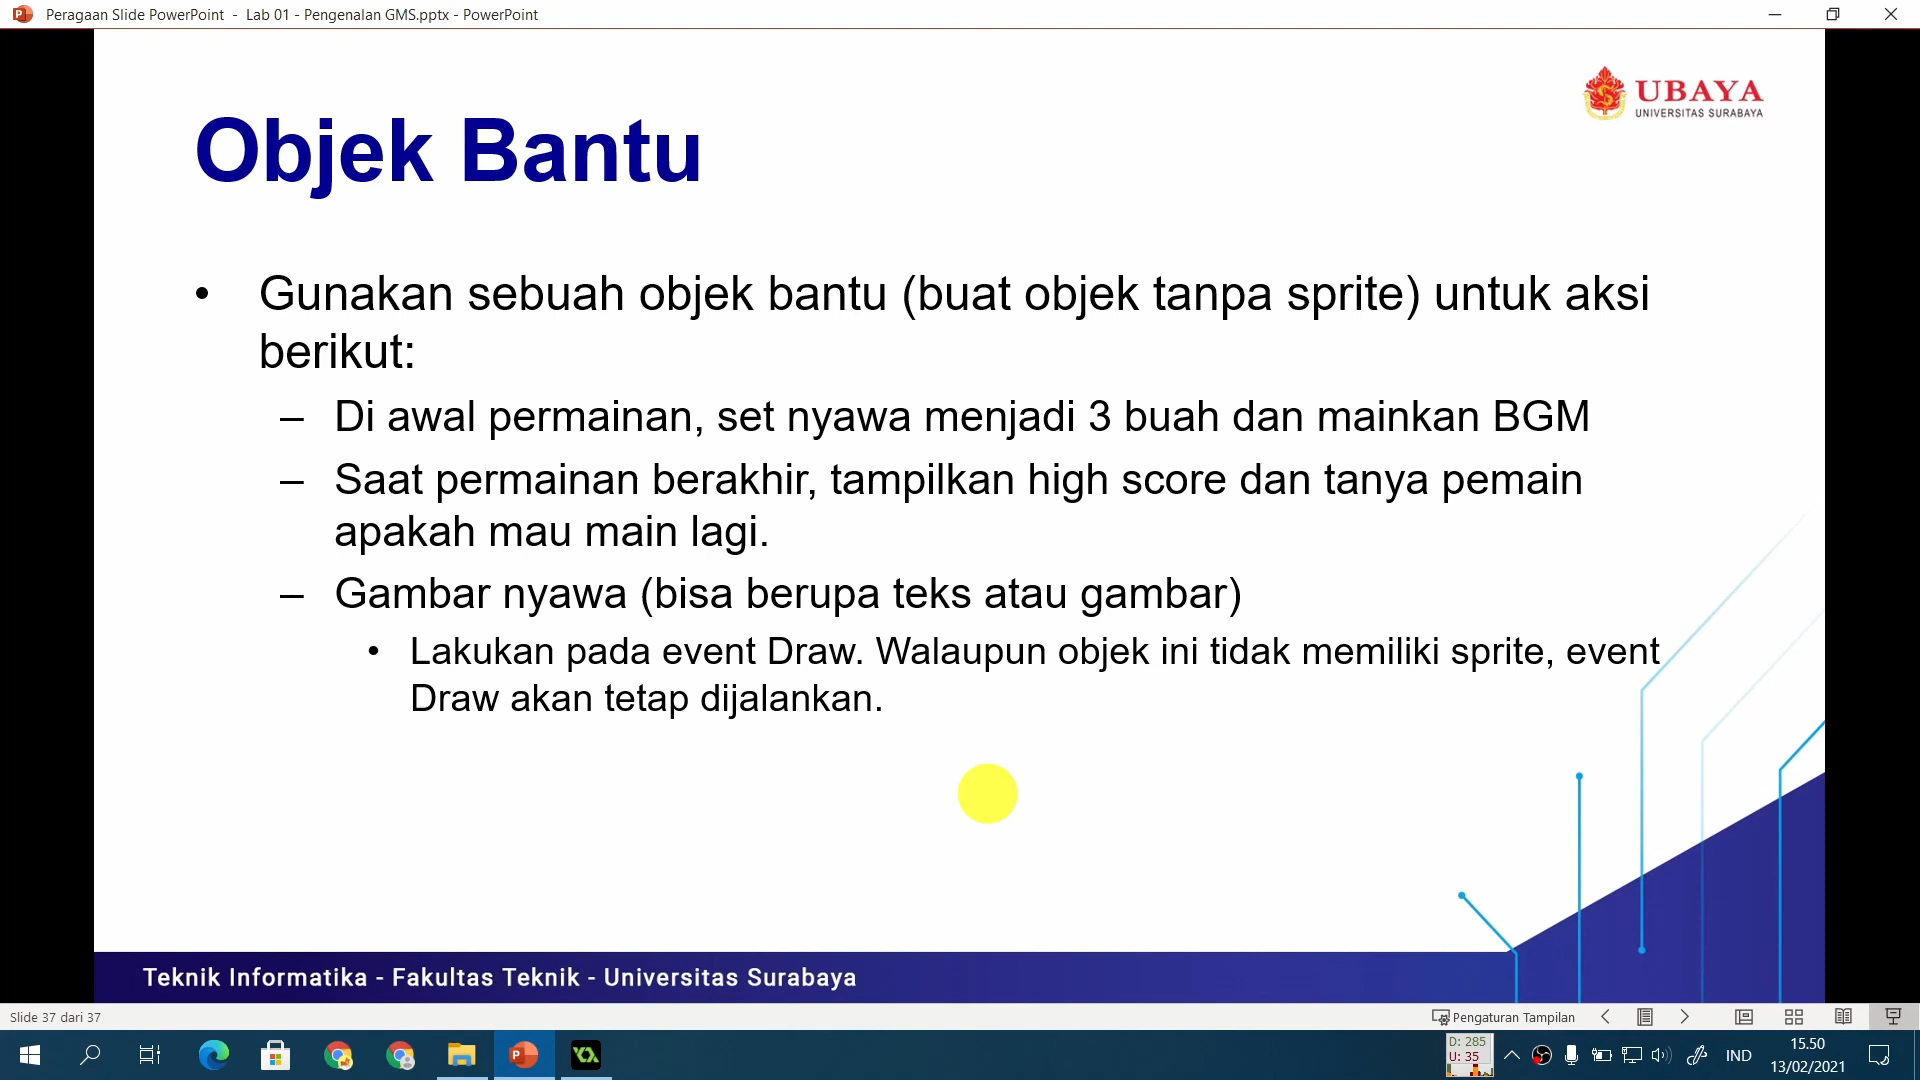 Peragaan Slide PowerPoint - Lab 01 - Pengenalan GMS.pptx - PowerPoint
UBAYA
UNIVERSITAS SURABAYA
Objek Bantu
• Gunakan sebuah objek bantu (buat objek tanpa sprite) untuk aksi
berikut:
– Di awal permainan, set nyawa menjadi 3 buah dan mainkan BGM
– Saat permainan berakhir, tampilkan high score dan tanya pemain
apakah mau main lagi.
– Gambar nyawa (bisa berupa teks atau gambar)
• Lakukan pada event Draw. Walaupun objek ini tidak memiliki sprite, event
Draw akan tetap dijalankan.
Teknik Informatika - Fakultas Teknik - Universitas Surabaya
Slide 37 dari 37
Pengaturan Tampilan
D: 285
U: 35
IND
15.50
13/02/2021